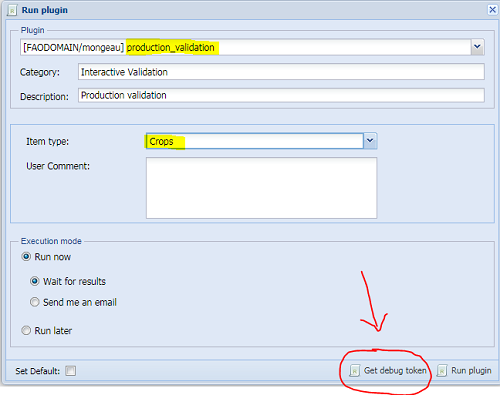 Run plugin
Plugin
[FAODOMAIN/mongeau] production_validation
Category: Interactive Validation
Description: Production validation
Item type: Crops
User Comment:
Execution mode
Run now
Wait for results
Send me an email
Run later
Set Default: Get debug token Run plugin